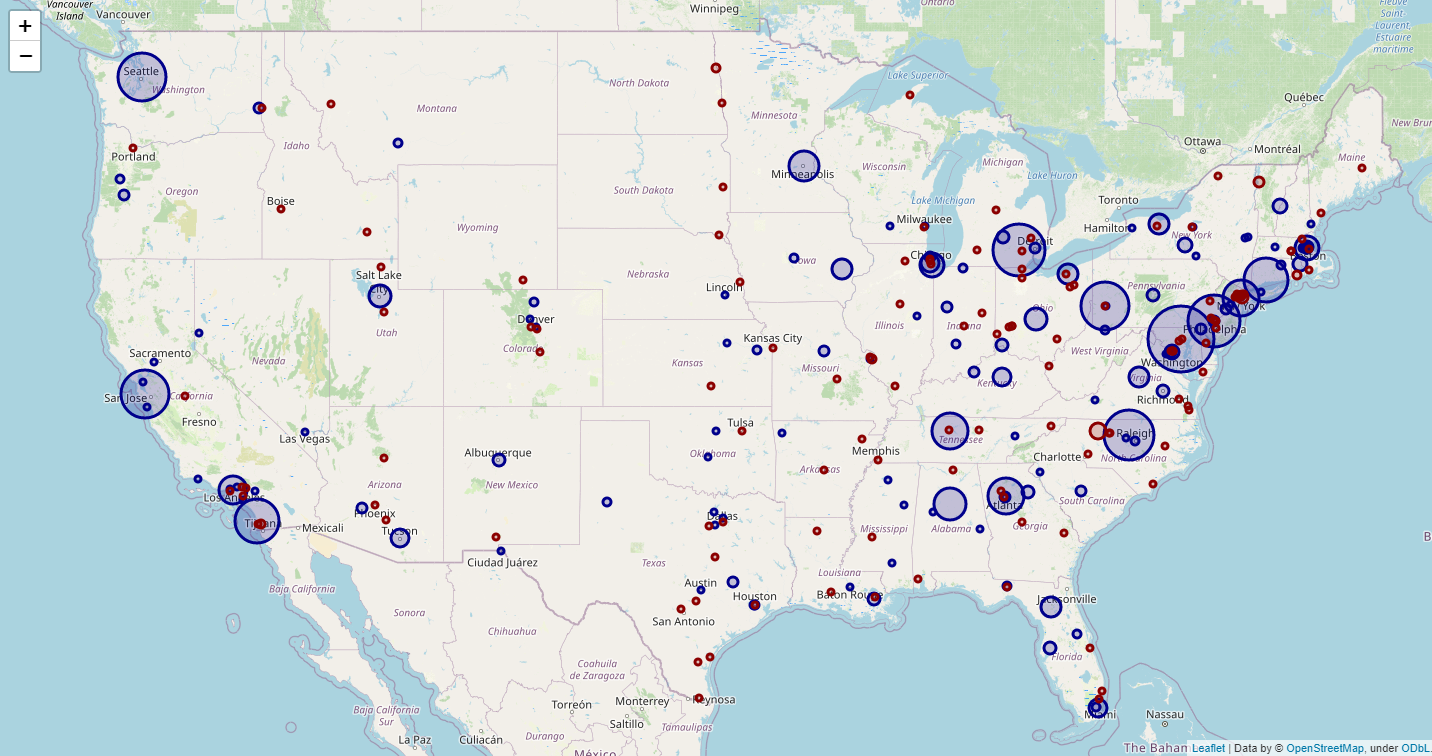 Vancouver
Island
Vancouver
Winnipeg
Ontario
Fleuve
Saint-
Laurent,
Estuaire
maritime
+
−
Seattle
Washington
North Dakota
Lake Superior
Québec
Montana
Minnesota
New Brun
Ottawa
Montréal
Portland
Idaho
Maine
Michigan
Wisconsin
Minneapolis
Lake Huron
Oregon
South Dakota
Boise
Toronto
Lake Michigan
Wyoming
Milwaukee
Hamilton
New York
Detroit
Chicago
Iowa
Boston
Salt Lake
City
Nebraska
Lincoln
Pennsylvania
New York
Ohio
Denver
Illinois
Indiana
Philadelphia
Utah
Kansas City
Sacramento
Colorado
West Virginia
Nevada
Kansas
Missouri
Washington
Virginia
Kentucky
San Jose
California
Richmond
Fresno
Tulsa
Las Vegas
Raleigh
Tennessee
Albuquerque
Oklahoma
Memphis
Charlotte
North Carolina
Arkansas
Arizona
New Mexico
Los Angeles
South Carolina
Phoenix
Atlanta
Dallas
Tijuana
Mexicali
Tucson
Mississippi
Alabama
Georgia
Ciudad Juárez
Texas
Louisiana
Austin
Baja California
Houston
Baton Rouge
Jacksonville
Sonora
San Antonio
Chihuahua
Florida
Coahuila
de Zaragoza
Reynosa
Monterrey
Torreón
Baja California
Sur
Saltillo
Miami
Nassau
Tamaulipas
Durango
La Paz
Culiacán
México
The Baham
B
Leaflet | Data by © OpenStreetMap, under ODbL.